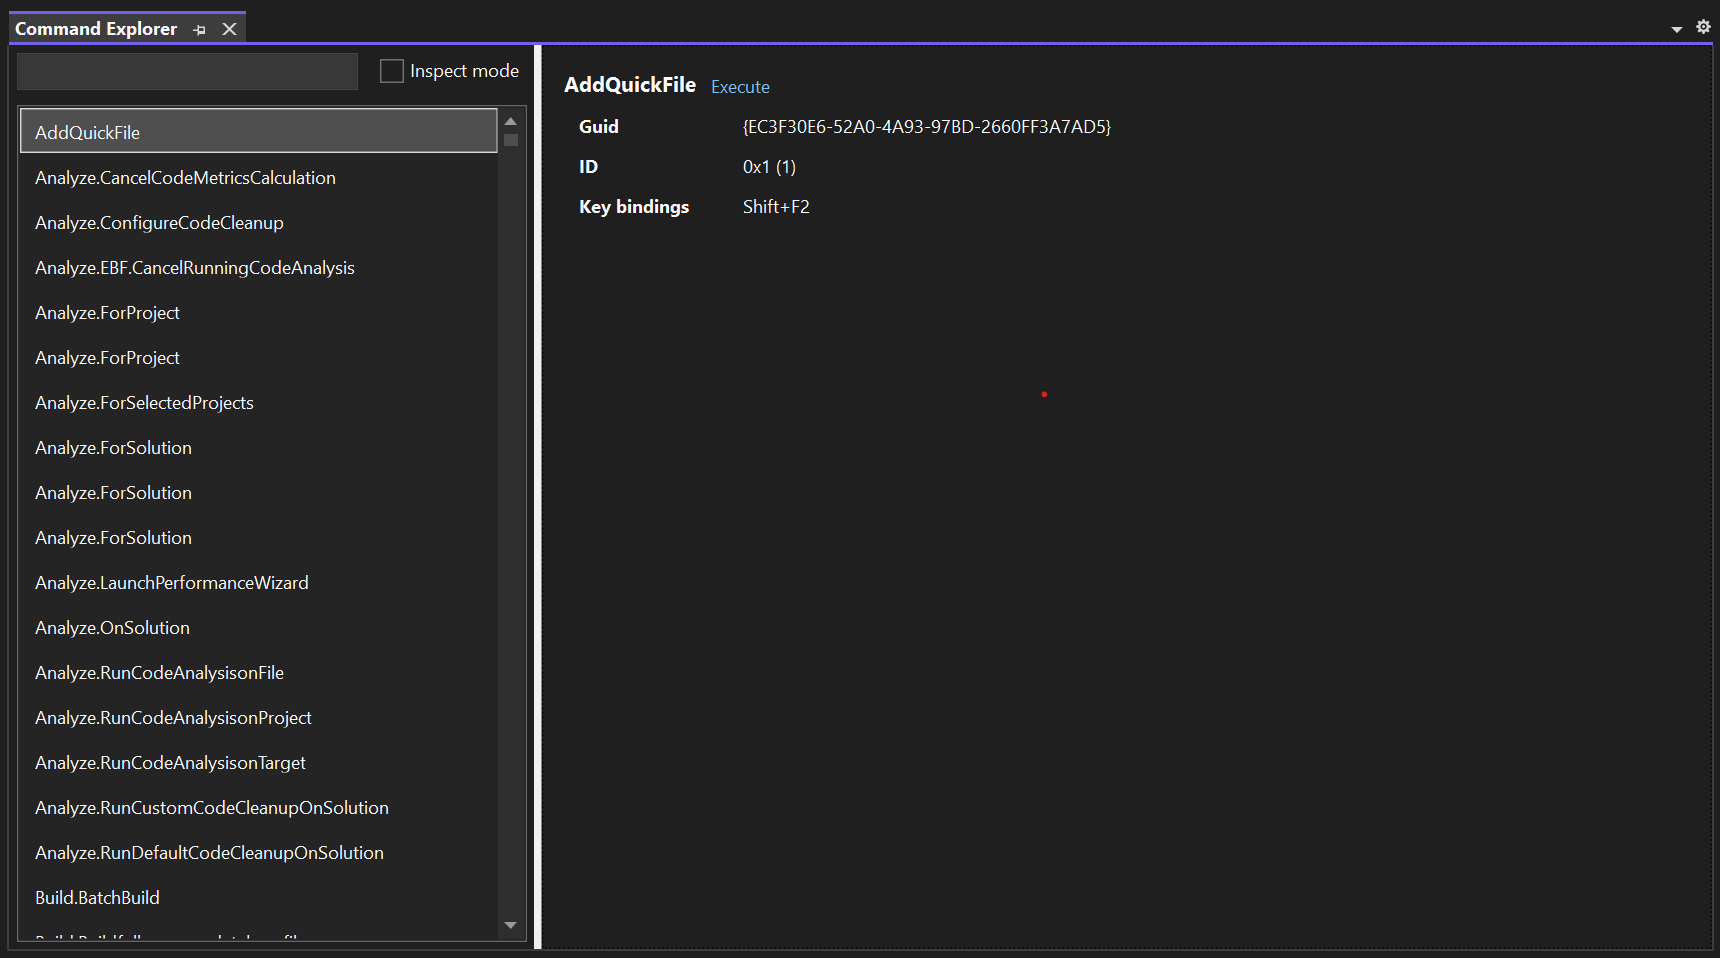 Command Explorer
Inspect mode
AddQuickFile
Analyze.CancelCodeMetricsCalculation
Analyze.ConfigureCodeCleanup
Analyze.EBF.CancelRunningCodeAnalysis
Analyze.ForProject
Analyze.ForProject
Analyze.ForSelectedProjects
Analyze.ForSolution
Analyze.ForSolution
Analyze.ForSolution
Analyze.LaunchPerformanceWizard
Analyze.OnSolution
Analyze.RunCodeAnalysisonFile
Analyze.RunCodeAnalysisonProject
Analyze.RunCodeAnalysisonTarget
Analyze.RunCustomCodeCleanupOnSolution
Analyze.RunDefaultCodeCleanupOnSolution
Build.BatchBuild
AddQuickFile Execute
Guid {EC3F30E6-52A0-4A93-97BD-2660FF3A7AD5}
ID 0x1 (1)
Key bindings Shift+F2